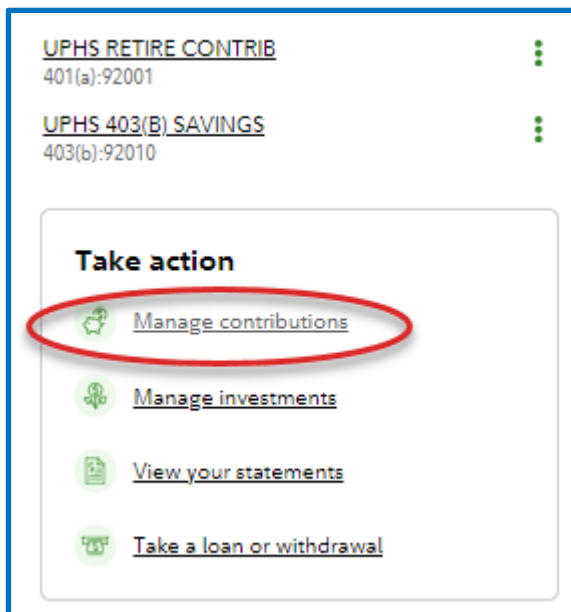 UPHS RETIRE CONTRIB
401(a):92001
UPHS 403(B) SAVINGS
403(b):92010
Take action
Manage contributions
Manage investments
View your statements
Take a loan or withdrawal